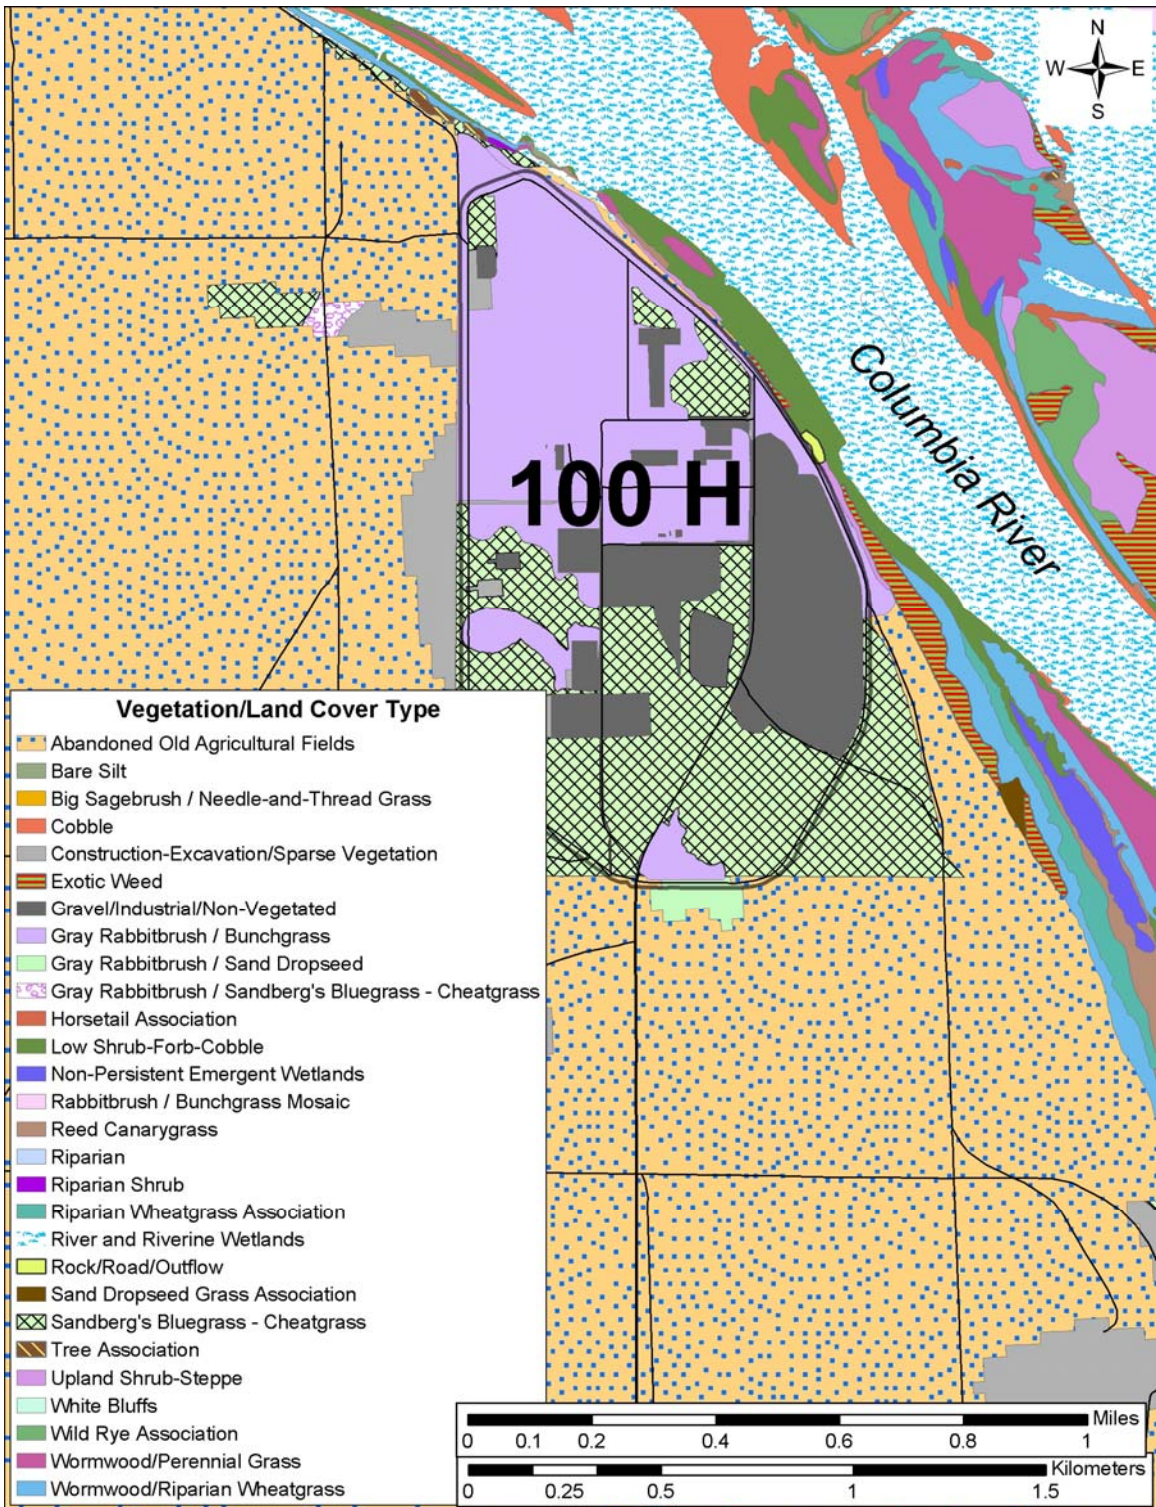 N
W E
S
Columbia River
100 H
Vegetation/Land Cover Type
Abandoned Old Agricultural Fields
Bare Silt
Big Sagebrush / Needle-and-Thread Grass
Cobble
Construction-Excavation/Sparse Vegetation
Exotic Weed
Gravel/Industrial/Non-Vegetated
Gray Rabbitbrush / Bunchgrass
Gray Rabbitbrush / Sand Dropseed
Gray Rabbitbrush / Sandberg's Bluegrass - Cheatgrass
Horsetail Association
Low Shrub-Forb-Cobble
Non-Persistent Emergent Wetlands
Rabbitbrush / Bunchgrass Mosaic
Reed Canarygrass
Riparian
Riparian Shrub
Riparian Wheatgrass Association
River and Riverine Wetlands
Rock/Road/Outflow
Sand Dropseed Grass Association
Sandberg's Bluegrass - Cheatgrass
Tree Association
Upland Shrub-Steppe
White Bluffs
Wild Rye Association
Wormwood/Perennial Grass
Wormwood/Riparian Wheatgrass
Miles
0 0.1 0.2 0.4 0.6 0.8 1
Kilometers
0 0.25 0.5 1 1.5